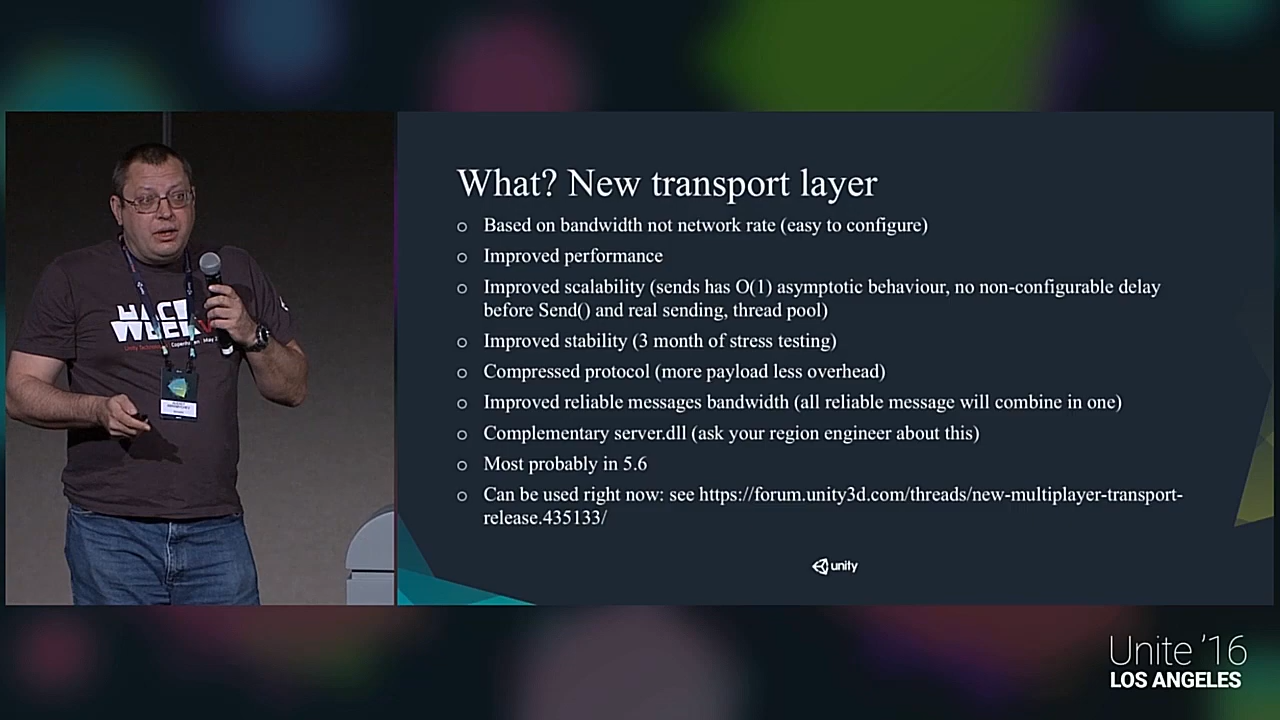 What? New transport layer
Based on bandwidth not network rate (easy to configure)
Improved performance
Improved scalability (sends has O(1) asymptotic behaviour, no non-configurable delay
before Send() and real sending, thread pool)
Improved stability (3 month of stress testing)
Compressed protocol (more payload less overhead)
Improved reliable messages bandwidth (all reliable message will combine in one)
Complementary server.dll (ask your region engineer about this)
Most probably in 5.6
Can be used right now: see https://forum.unity3d.com/threads/new-multiplayer-transport-
release.435133/
unity
HACK
WEEK
Unite '16
LOS ANGELES